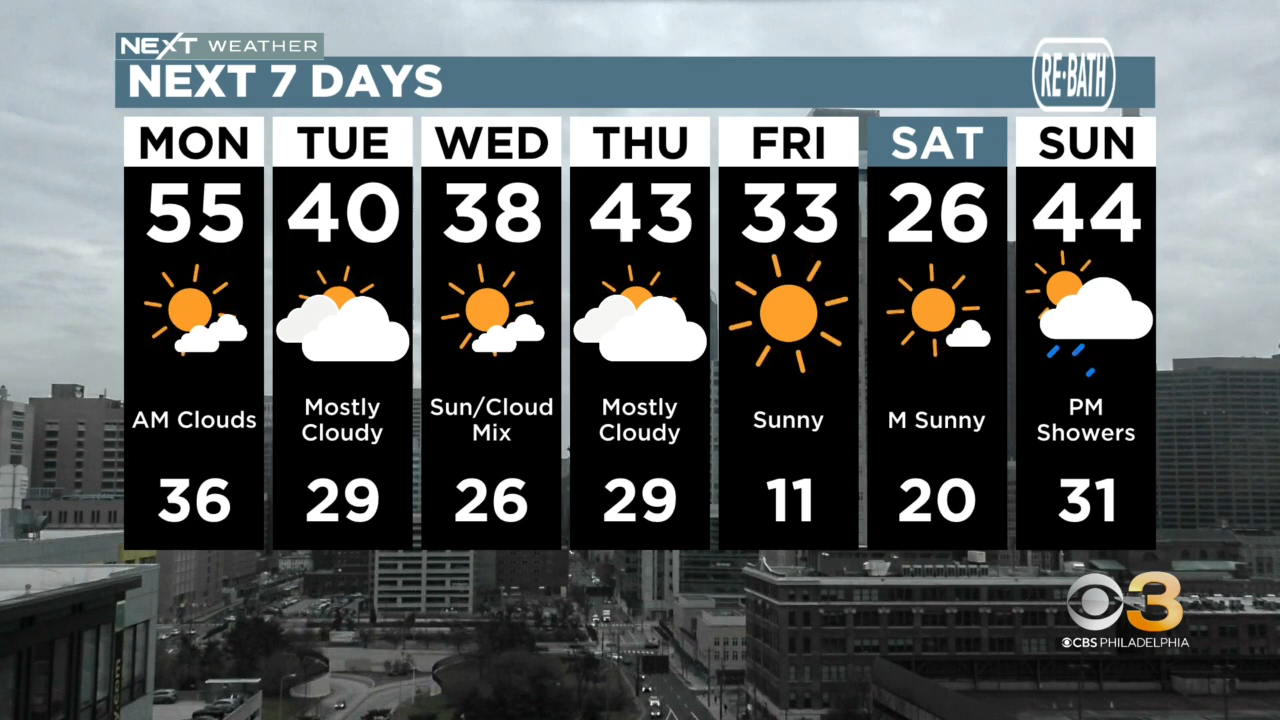 NEXT WEATHER
NEXT 7 DAYS
RE·BATH
MON
55
AM Clouds
36
TUE
40
Mostly
Cloudy
29
WED
38
Sun/Cloud
Mix
26
THU
43
Mostly
Cloudy
29
FRI
33
Sunny
11
SAT
26
M Sunny
20
SUN
44
PM
Showers
31
3
CBS PHILADELPHIA